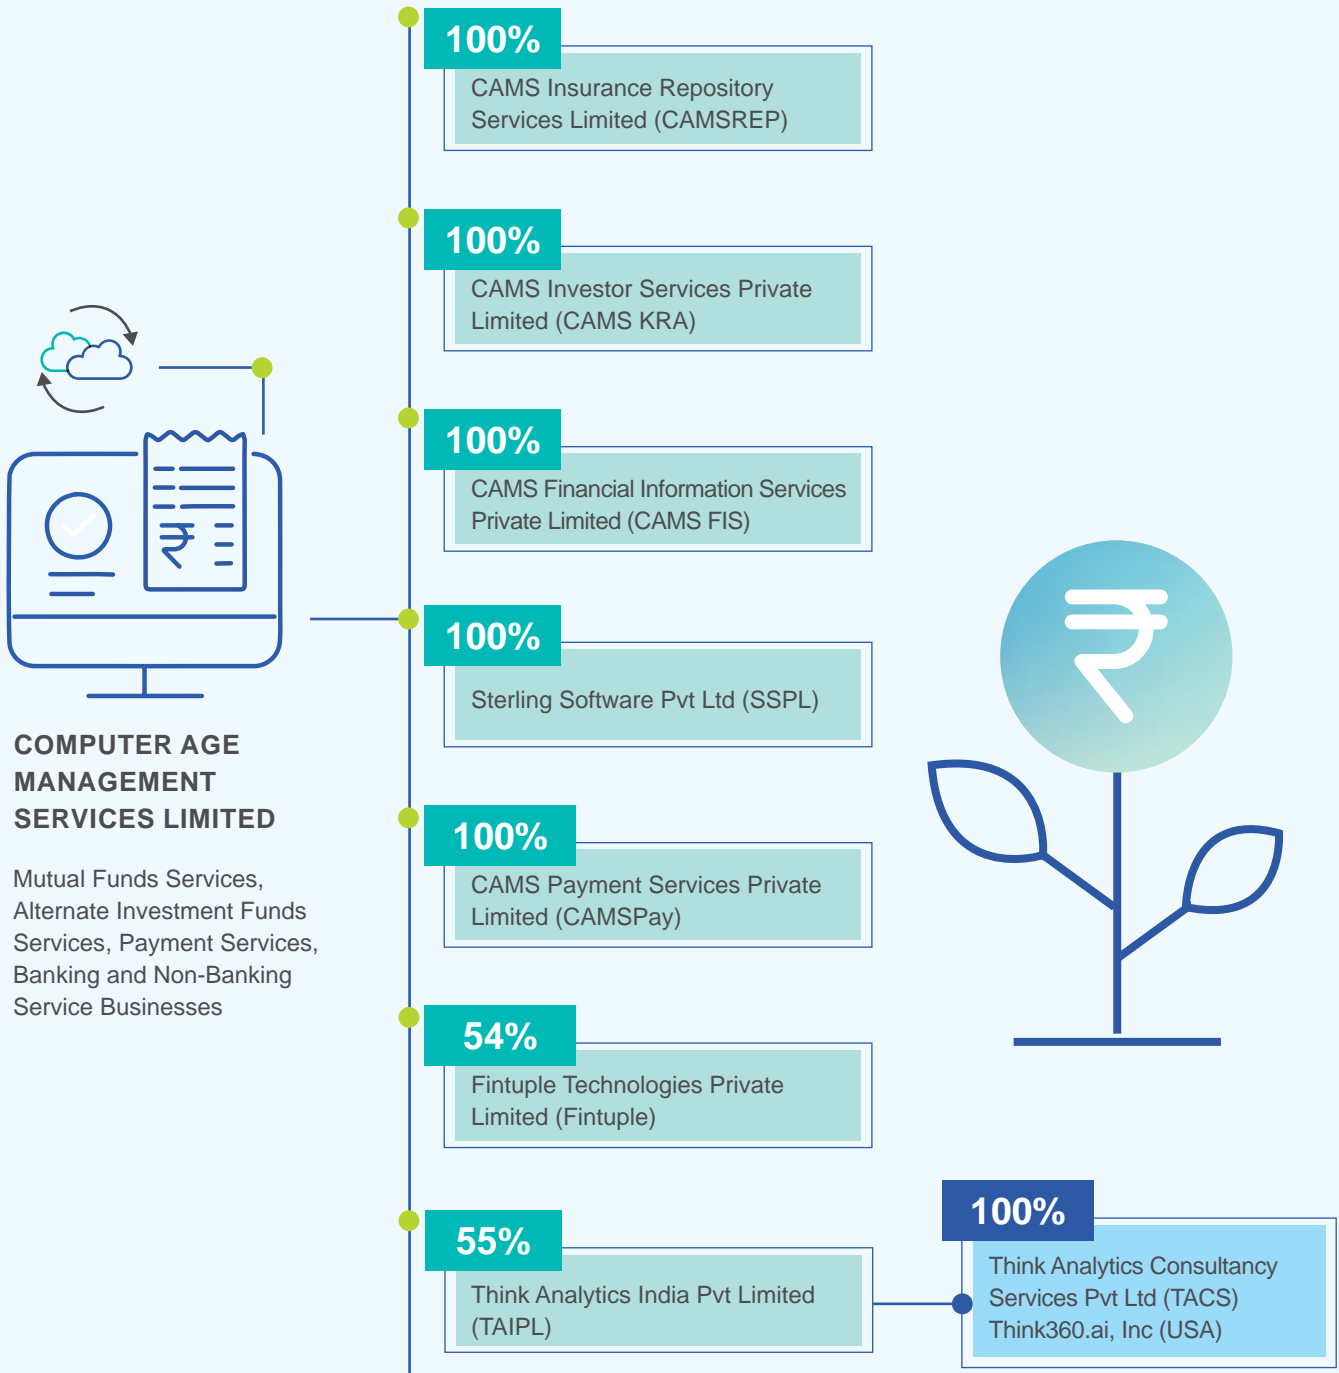 100%
CAMS Insurance Repository
Services Limited (CAMSREP)
100%
CAMS Investor Services Private
Limited (CAMS KRA)
100%
CAMS Financial Information Services
Private Limited (CAMS FIS)
₹
₹
100%
Sterling Software Pvt Ltd (SSPL)
COMPUTER AGE
MANAGEMENT
SERVICES LIMITED
Mutual Funds Services,
Alternate Investment Funds
Services, Payment Services,
Banking and Non-Banking
Service Businesses
100%
CAMS Payment Services Private
Limited (CAMSPay)
54%
Fintuple Technologies Private
Limited (Fintuple)
55%
Think Analytics India Pvt Limited
(TAIPL)
100%
Think Analytics Consultancy
Services Pvt Ltd (TACS)
Think360.ai, Inc (USA)